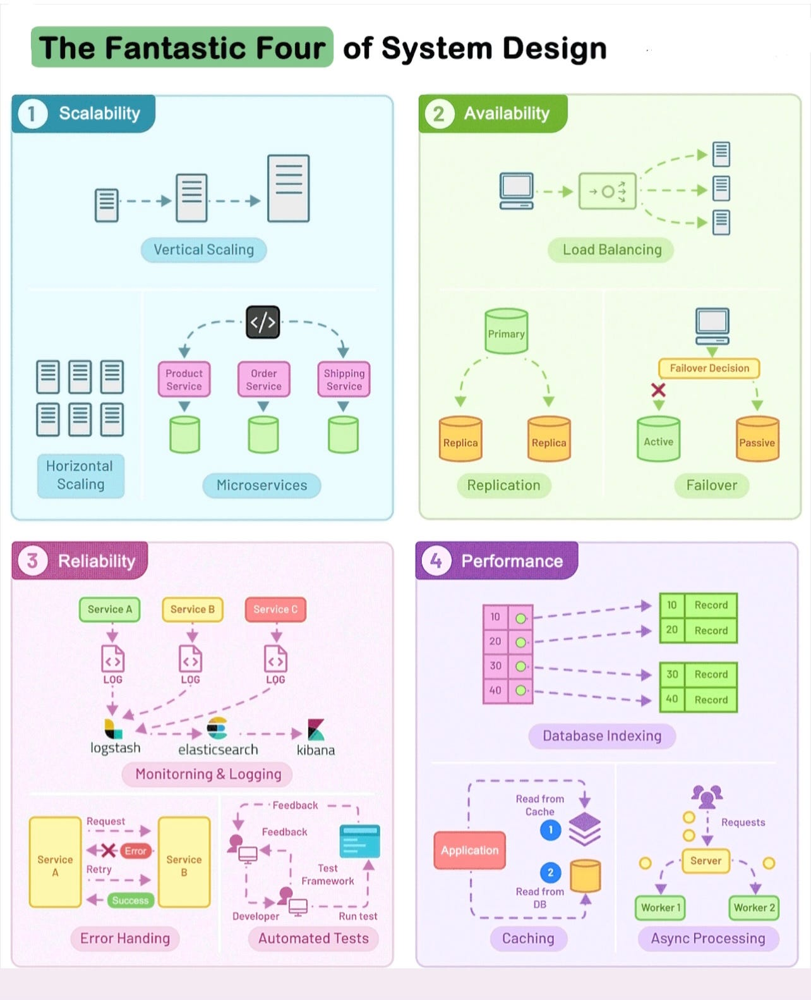 The Fantastic Four of System Design
1 Scalability
Vertical Scaling
</>
Product
Service
Order
Service
Shipping
Service
Horizontal
Scaling
Microservices
2 Availability
Load Balancing
Primary
Replica
Replica
Replication
Failover Decision
Active
Passive
Failover
3 Reliability
Service A
Service B
Service C
<>
<>
<>
LOG
LOG
LOG
logstash
elasticsearch
kibana
Monitorning & Logging
Service
A
Request
Error
Retry
Success
Service
B
Error Handing
Feedback
Feedback
Test
Framework
Developer
Run test
Automated Tests
4 Performance
10
20
30
40
10 Record
20 Record
30 Record
40 Record
Database Indexing
Application
Read from
Cache
1
2
Read from
DB
Caching
Requests
Server
Worker 1
Worker 2
Async Processing